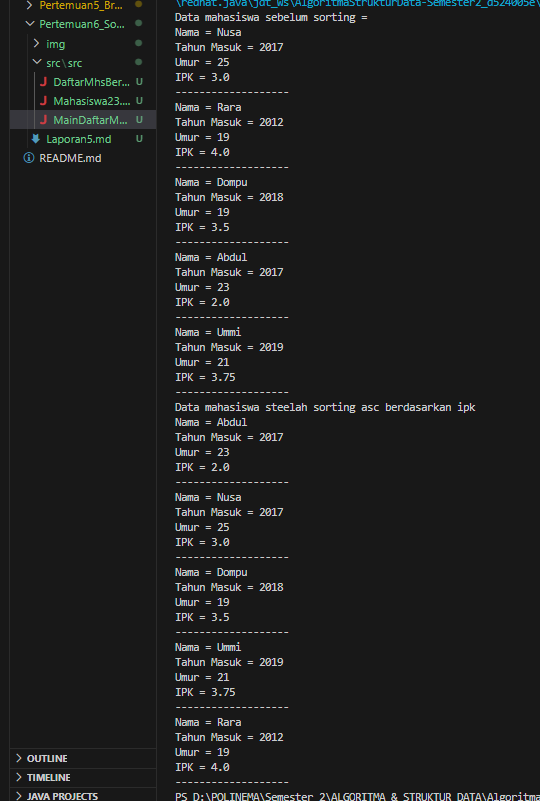 Pertemuan5_Br...
Pertemuan6_So...
img
src\src
DaftarMhsBer... U
Mahasiswa23.... U
MainDaftarM... U
Laporan5.md U
README.md
OUTLINE
TIMELINE
JAVA PROJECTS
\redhat.java\jdt_ws\AlgoritmaStrukturData-Semester2_d524005e\
Data mahasiswa sebelum sorting =
Nama = Nusa
Tahun Masuk = 2017
Umur = 25
IPK = 3.0
-------------------
Nama = Rara
Tahun Masuk = 2012
Umur = 19
IPK = 4.0
-------------------
Nama = Dompu
Tahun Masuk = 2018
Umur = 19
IPK = 3.5
-------------------
Nama = Abdul
Tahun Masuk = 2017
Umur = 23
IPK = 2.0
-------------------
Nama = Ummi
Tahun Masuk = 2019
Umur = 21
IPK = 3.75
-------------------
Data mahasiswa steelah sorting asc berdasarkan ipk
Nama = Abdul
Tahun Masuk = 2017
Umur = 23
IPK = 2.0
-------------------
Nama = Nusa
Tahun Masuk = 2017
Umur = 25
IPK = 3.0
-------------------
Nama = Dompu
Tahun Masuk = 2018
Umur = 19
IPK = 3.5
-------------------
Nama = Ummi
Tahun Masuk = 2019
Umur = 21
IPK = 3.75
-------------------
Nama = Rara
Tahun Masuk = 2012
Umur = 19
IPK = 4.0
-------------------
PS D:\POLINEMA\Semester 2\ALGORITMA & STRUKTUR DATA\Algoritma